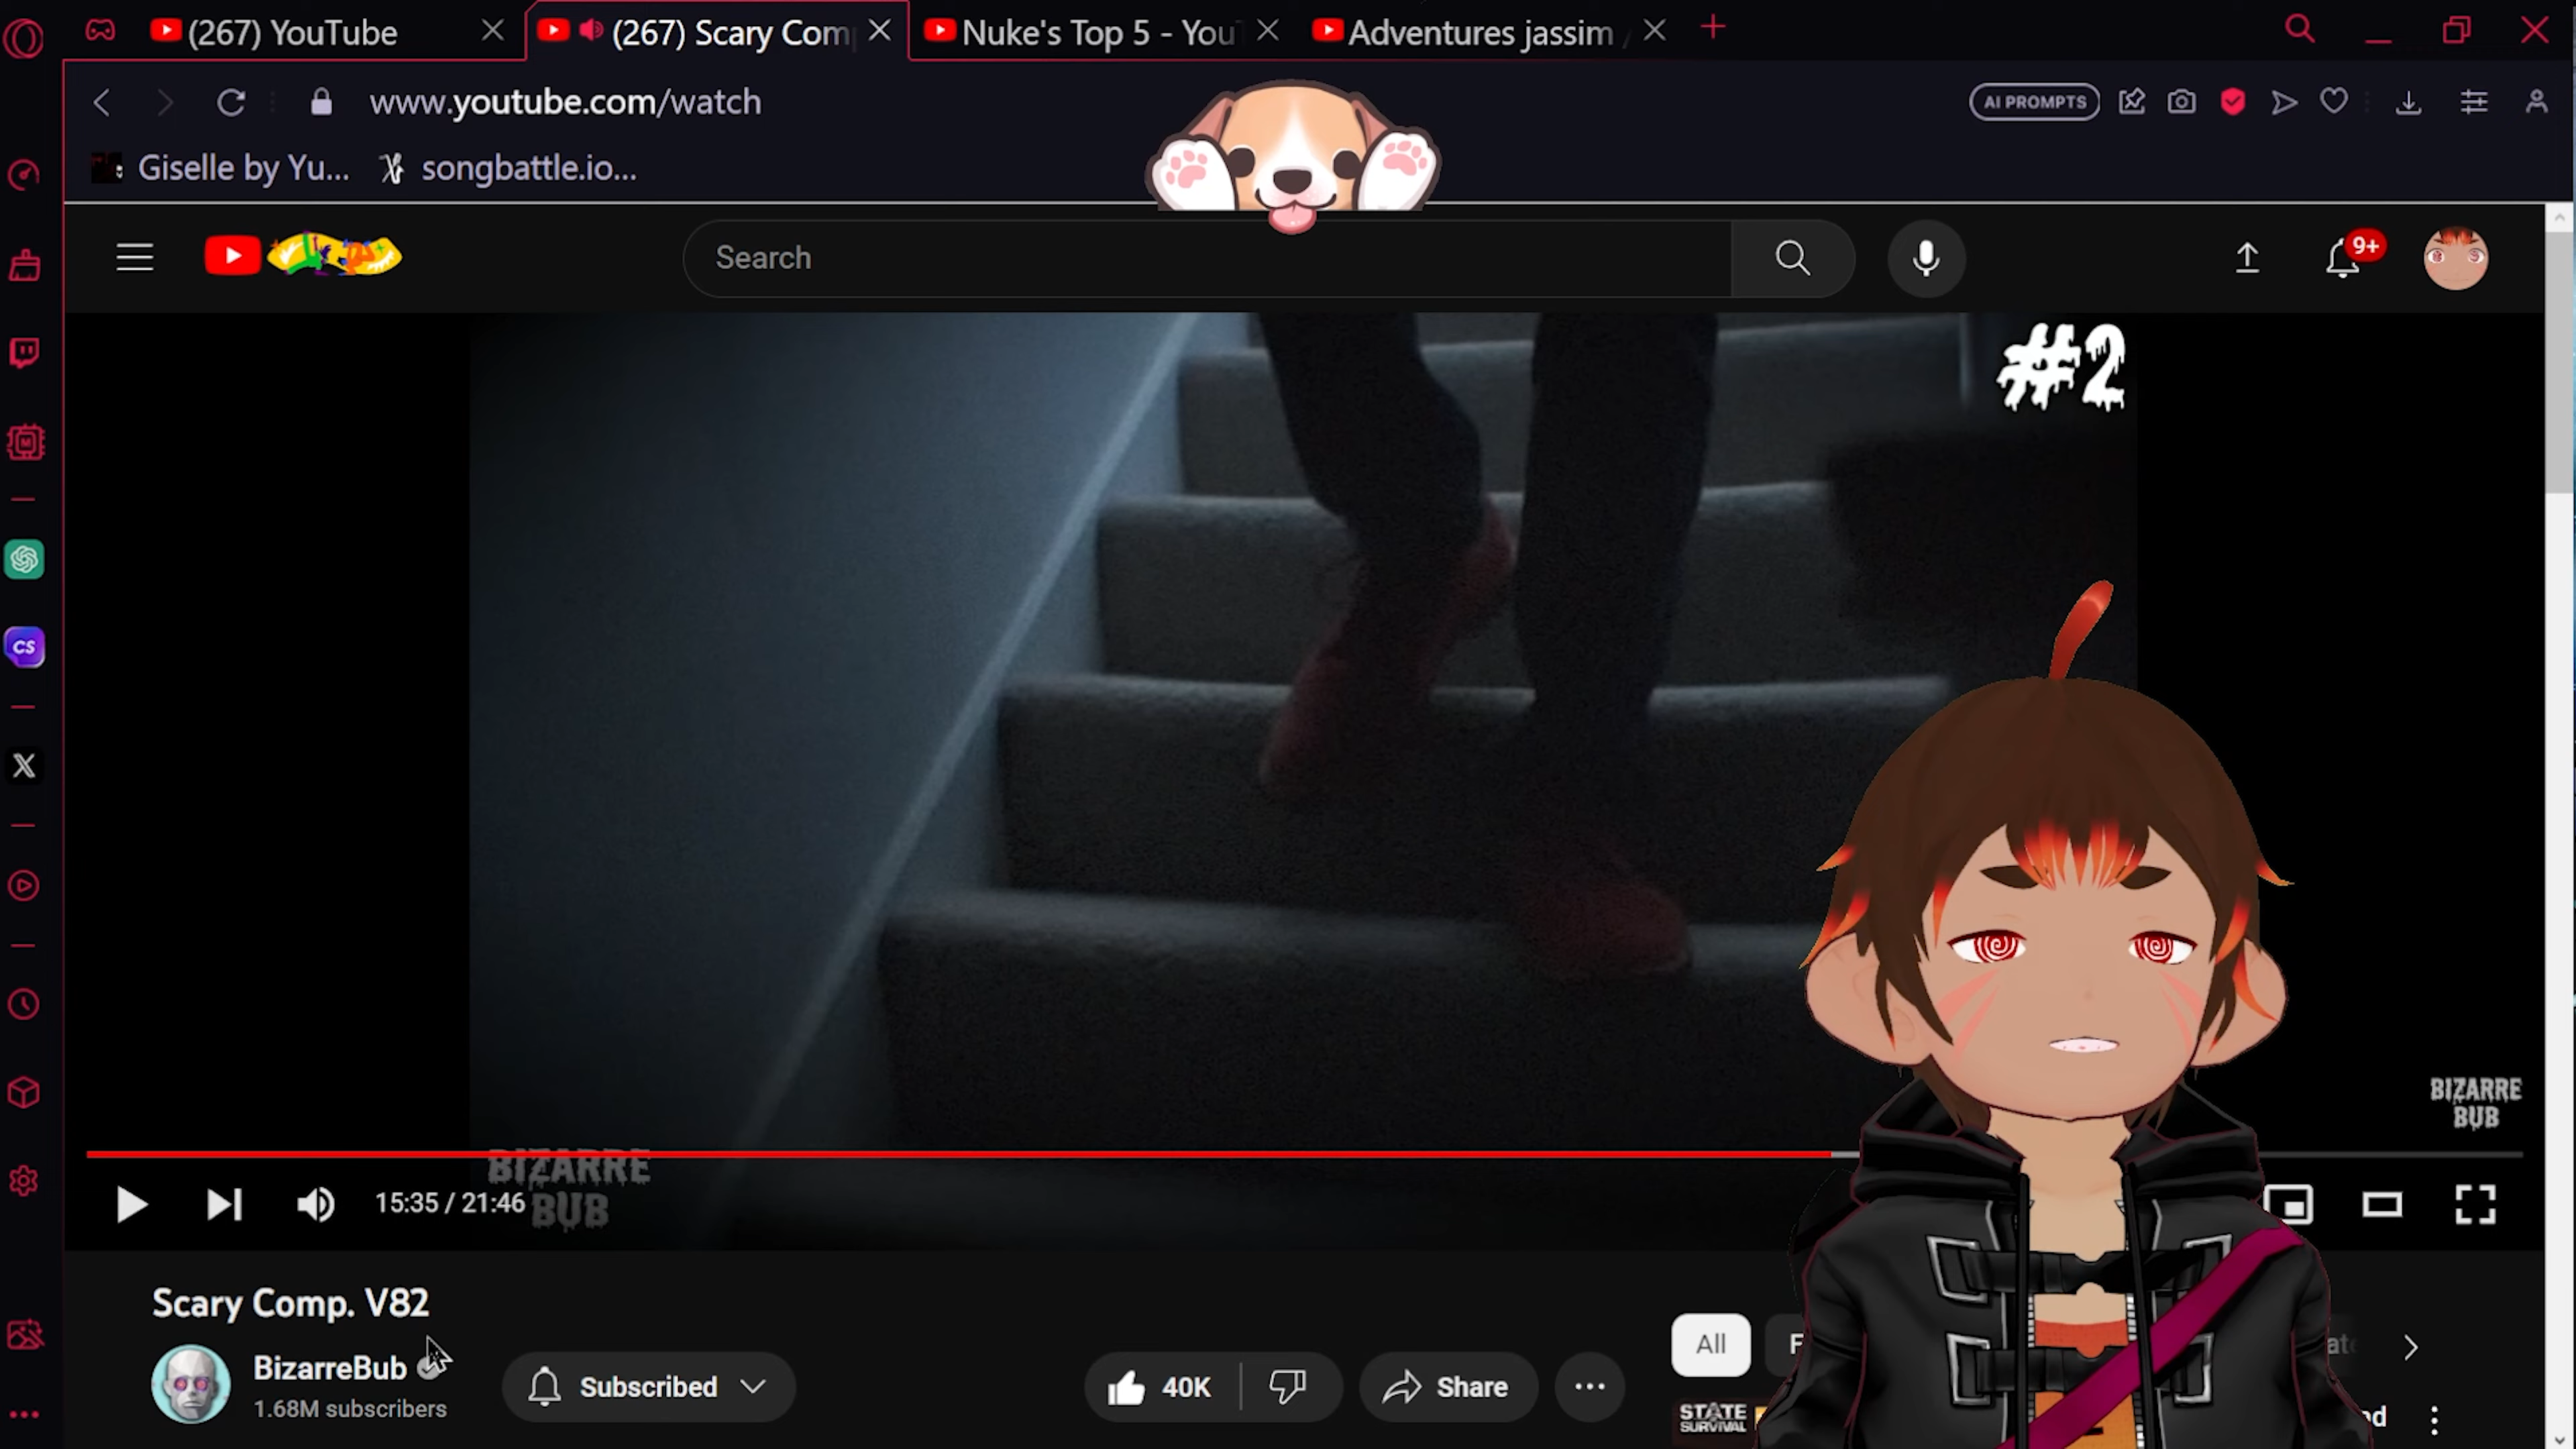 (267) YouTube
(267) Scary Com
Nuke's Top 5 - You
Adventures jassim
www.youtube.com/watch
AI PROMPTS
Giselle by Yu...
songbattle.io...
Search
9+
#2
CS
BIZARRE
BUB
BIZARRE
BUB
15:35 / 21:46
Scary Comp. V82
BizarreBub
1.68M subscribers
Subscribed
40K
Share
All
F
STATE
SURVIVAL